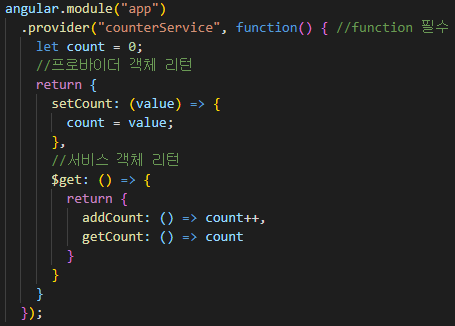 angular.module("app")
  .provider("counterService", function() { //function 필수
    let count = 0;
    //프로바이더 객체 리턴
    return {
      setCount: (value) => {
        count = value;
      },
      //서비스 객체 리턴
      $get: () => {
        return {
          addCount: () => count++,
          getCount: () => count
        }
      }
    }
  });